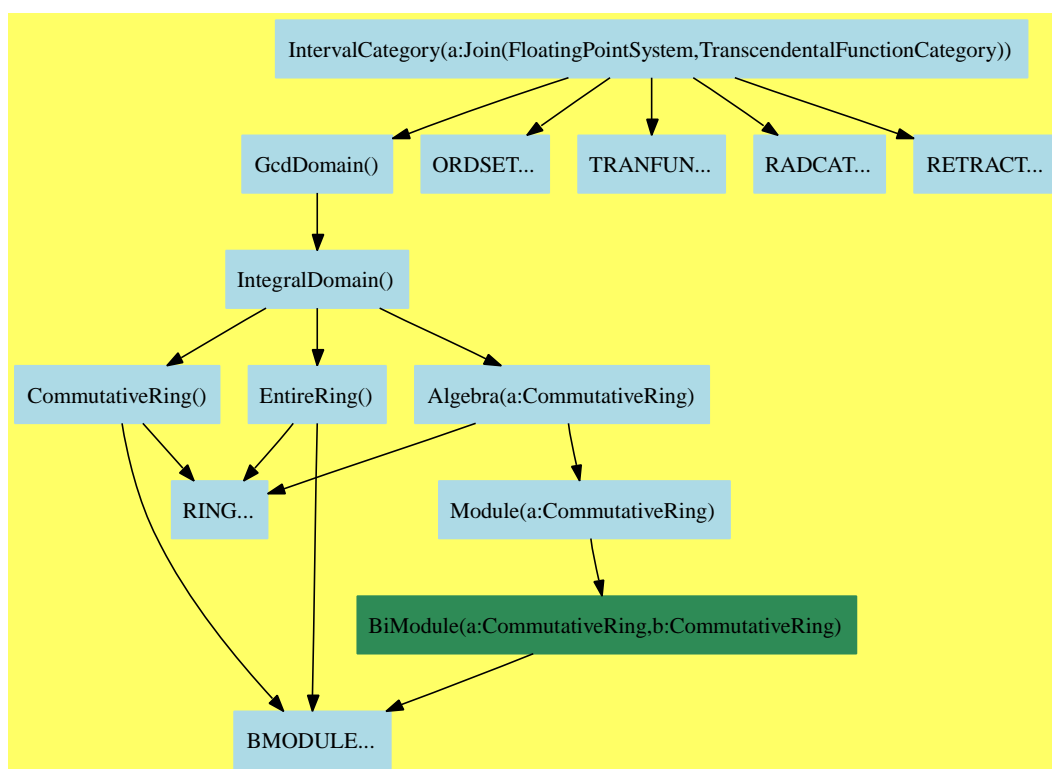 IntervalCategory(a:Join(FloatingPointSystem,TranscendentalFunctionCategory))
GcdDomain()
ORDSET...
TRANFUN...
RADCAT...
RETRACT...
IntegralDomain()
CommutativeRing()
EntireRing()
Algebra(a:CommutativeRing)
RING...
Module(a:CommutativeRing)
BiModule(a:CommutativeRing,b:CommutativeRing)
BMODULE...